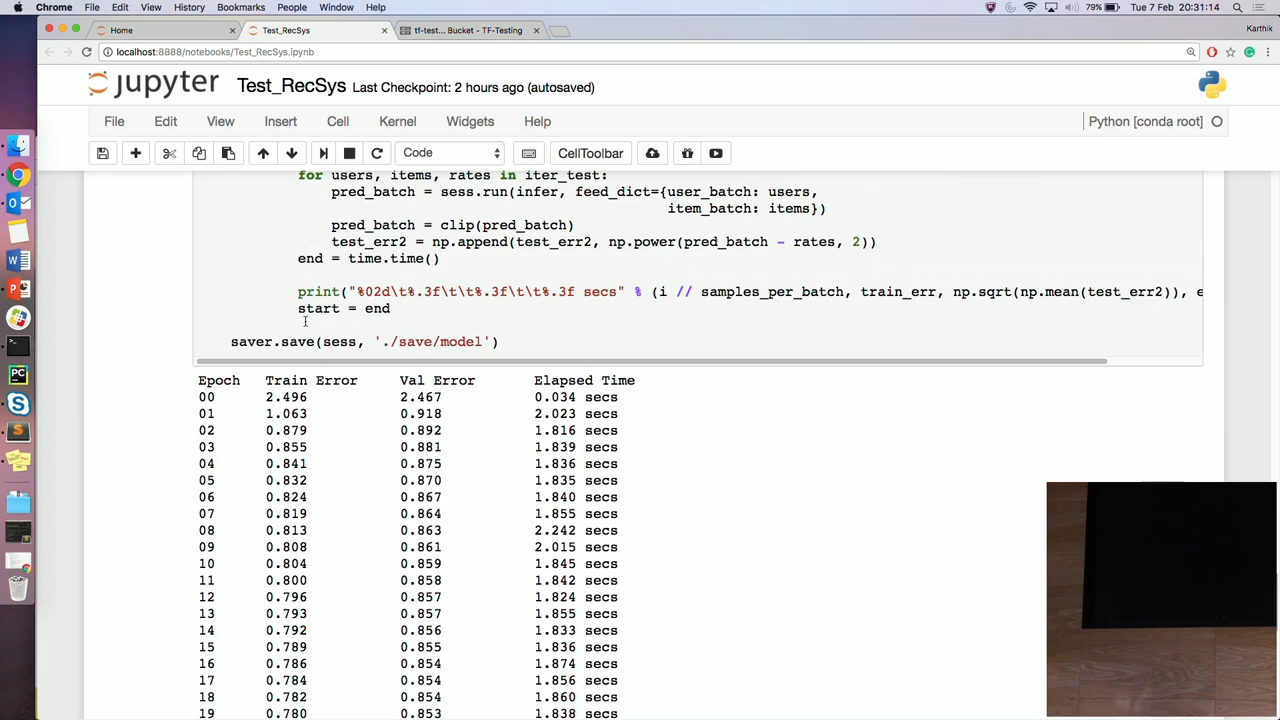 Chrome File Edit View History Bookmarks People Window Help 79% Tue 7 Feb 20:31:14
Home Test_RecSys tf-test... Bucket - TF-Testing Karthik
localhost:8888/notebooks/Test_RecSys.ipynb
jupyter Test_RecSys Last Checkpoint: 2 hours ago (autosaved)
File Edit View Insert Cell Kernel Widgets Help Python [conda root]
Code CellToolbar
for users, items, rates in iter_test:
pred_batch = sess.run(infer, feed_dict={user_batch: users,
item_batch: items})
pred_batch = clip(pred_batch)
test_err2 = np.append(test_err2, np.power(pred_batch - rates, 2))
end = time.time()
print("%02d\t%.3f\t\t%.3f\t\t%.3f secs" % (i // samples_per_batch, train_err, np.sqrt(np.mean(test_err2)), e
start = end
saver.save(sess, './save/model')
Epoch Train Error Val Error Elapsed Time
00 2.496 2.467 0.034 secs
01 1.063 0.918 2.023 secs
02 0.879 0.892 1.816 secs
03 0.855 0.881 1.839 secs
04 0.841 0.875 1.836 secs
05 0.832 0.870 1.835 secs
06 0.824 0.867 1.840 secs
07 0.819 0.864 1.855 secs
08 0.813 0.863 2.242 secs
09 0.808 0.861 2.015 secs
10 0.804 0.859 1.845 secs
11 0.800 0.858 1.842 secs
12 0.796 0.857 1.824 secs
13 0.793 0.857 1.855 secs
14 0.792 0.856 1.833 secs
15 0.789 0.855 1.836 secs
16 0.786 0.854 1.874 secs
17 0.784 0.854 1.856 secs
18 0.782 0.854 1.860 secs
19 0.780 0.853 1.838 secs